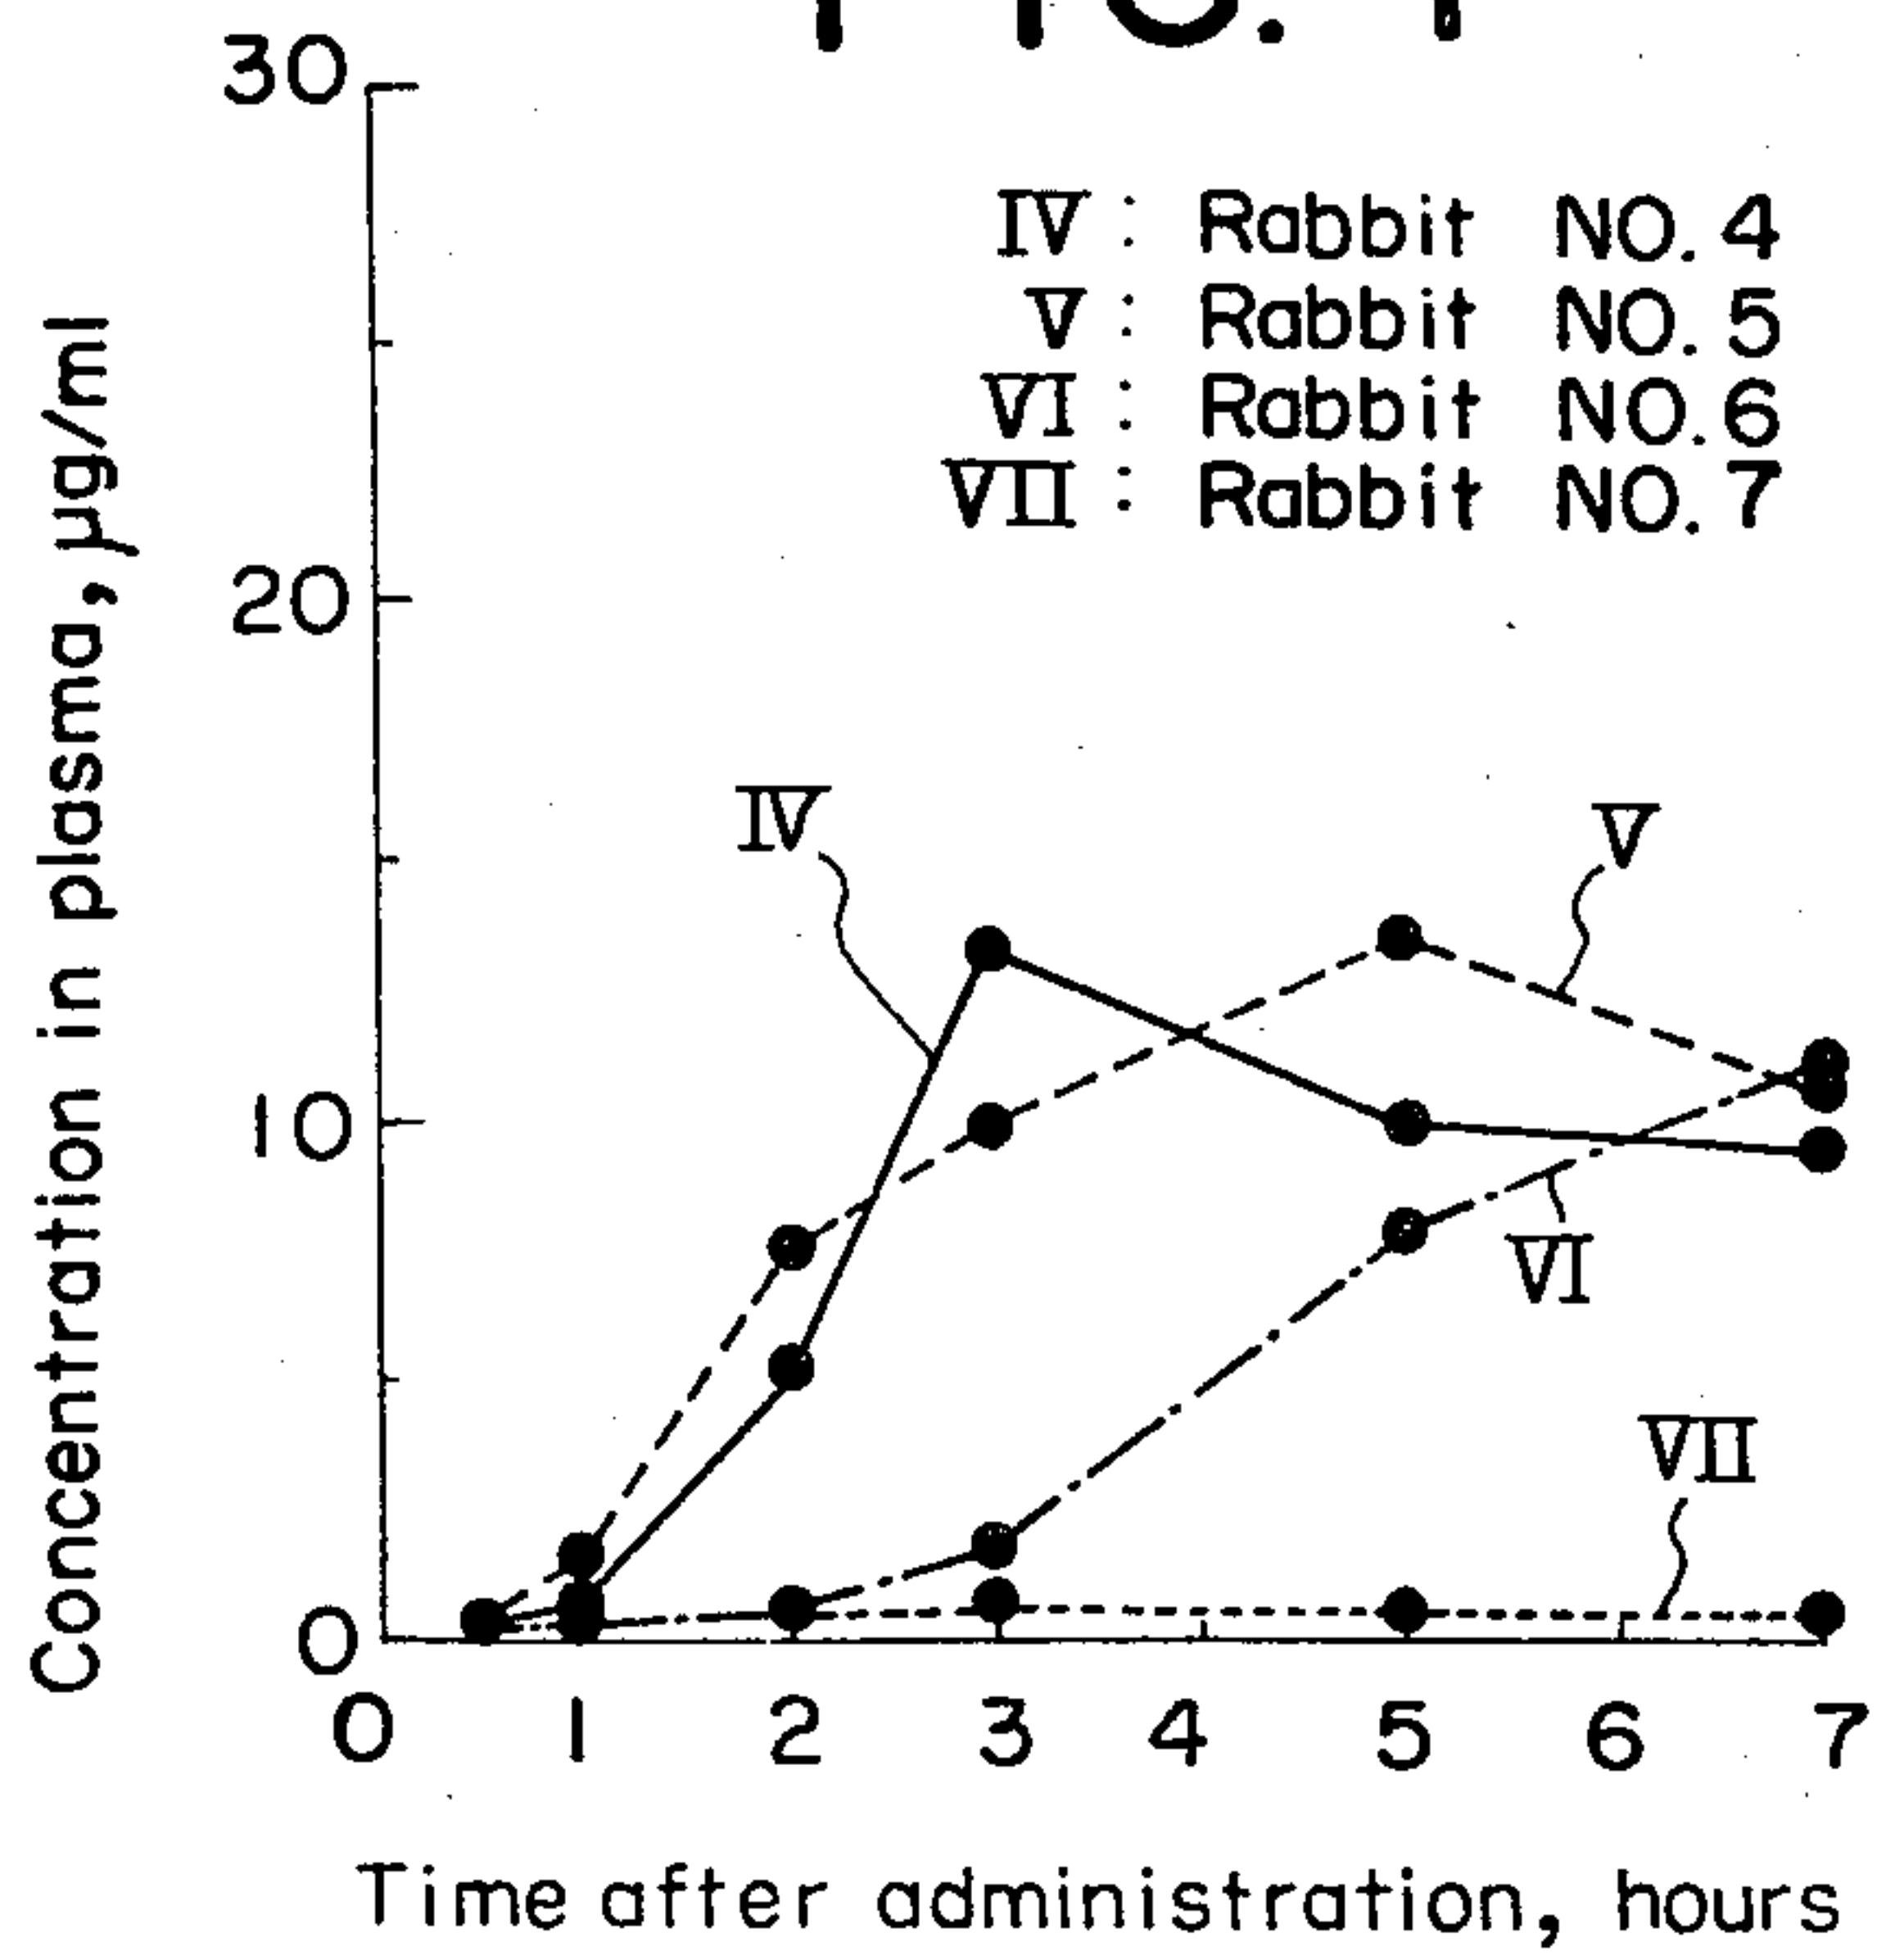 30
IV : Rabbit NO. 4
V : Rabbit NO. 5
VI : Rabbit NO. 6
VII : Rabbit NO. 7
20
IV
V
10
VI
VII
0
0 1 2 3 4 5 6 7
Concentration in plasma, µg/ml
Time after administration, hours